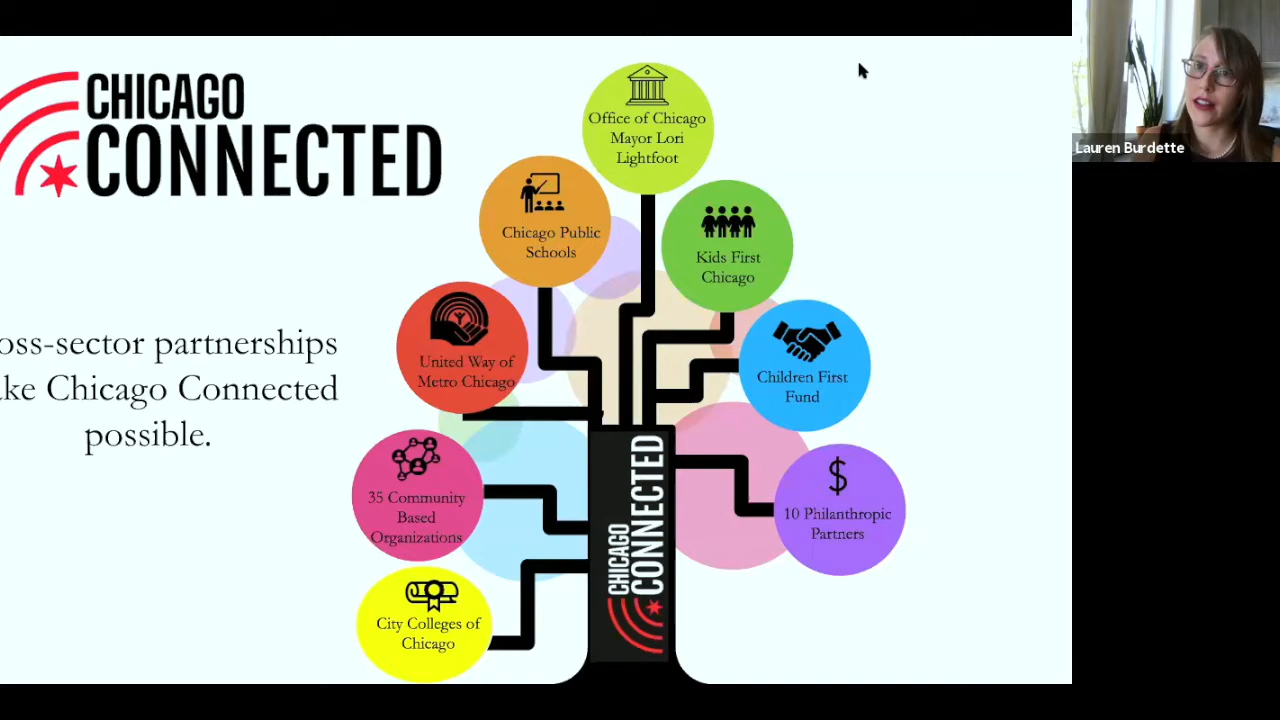 CHICAGO
CONNECTED
oss-sector partnerships
ke Chicago Connected
possible.
Office of Chicago
Mayor Lori
Lightfoot
Chicago Public
Schools
Kids First
Chicago
United Way of
Metro Chicago
Children First
Fund
35 Community
Based
Organizations
$
10 Philanthropic
Partners
City Colleges of
Chicago
CHICAGO
CONNECTED
Lauren Burdette